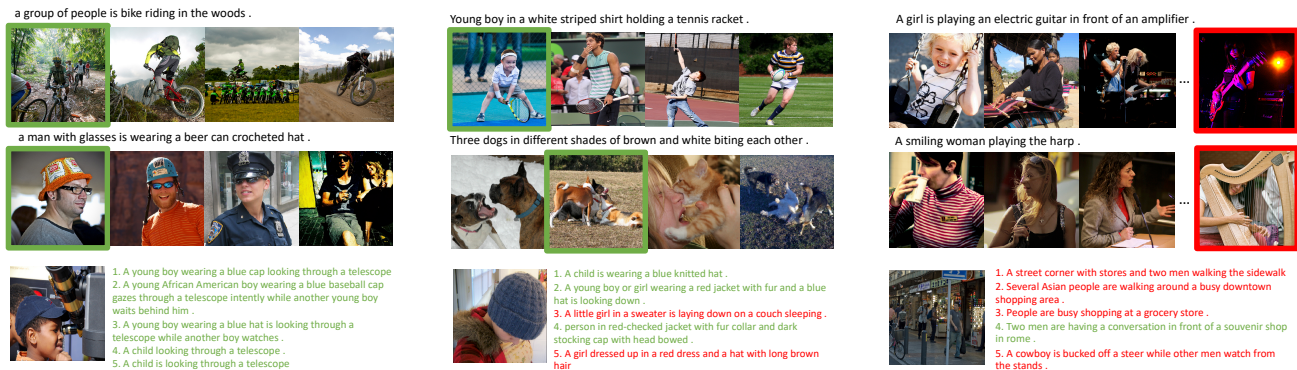 a group of people is bike riding in the woods .
a man with glasses is wearing a beer can crocheted hat .
1. A young boy wearing a blue cap looking through a telescope
2. A young African American boy wearing a blue baseball cap
gazes through a telescope intently while another young boy
waits behind him .
3. A young boy wearing a blue hat is looking through a
telescope while another boy watches .
4. A child looking through a telescope .
5. A child is looking through a telescope
Young boy in a white striped shirt holding a tennis racket .
Three dogs in different shades of brown and white biting each other .
1. A child is wearing a blue knitted hat .
2. A young boy or girl wearing a red jacket with fur and a blue
hat is looking down .
3. A little girl in a sweater is laying down on a couch sleeping .
4. person in red-checked jacket with fur collar and dark
stocking cap with head bowed .
5. A girl dressed up in a red dress and a hat with long brown
hair
A girl is playing an electric guitar in front of an amplifier .
...
A smiling woman playing the harp .
...
1. A street corner with stores and two men walking the sidewalk
2. Several Asian people are walking around a busy downtown
shopping area .
3. People are busy shopping at a grocery store .
4. Two men are having a conversation in front of a souvenir shop
in rome .
5. A cowboy is bucked off a steer while other men watch from
the stands .